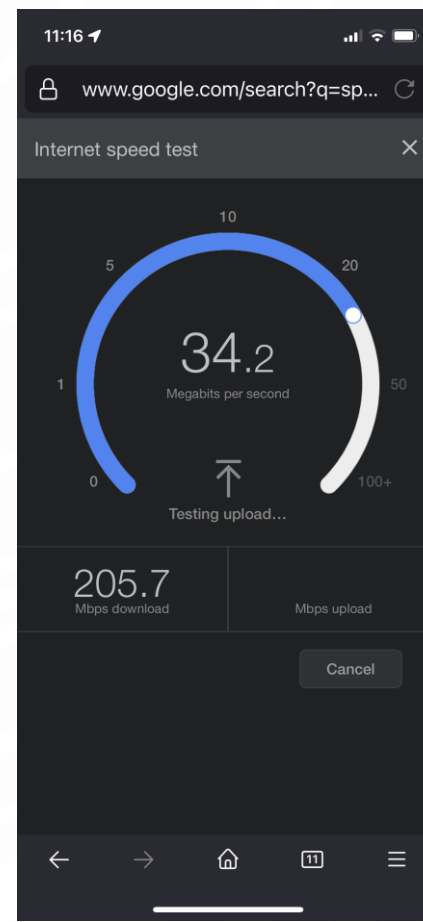 11:16
www.google.com/search?q=sp...
Internet speed test
10
5
20
34.2
1
Megabits per second
50
0
100+
Testing upload...
205.7
Mbps download
Mbps upload
Cancel
11